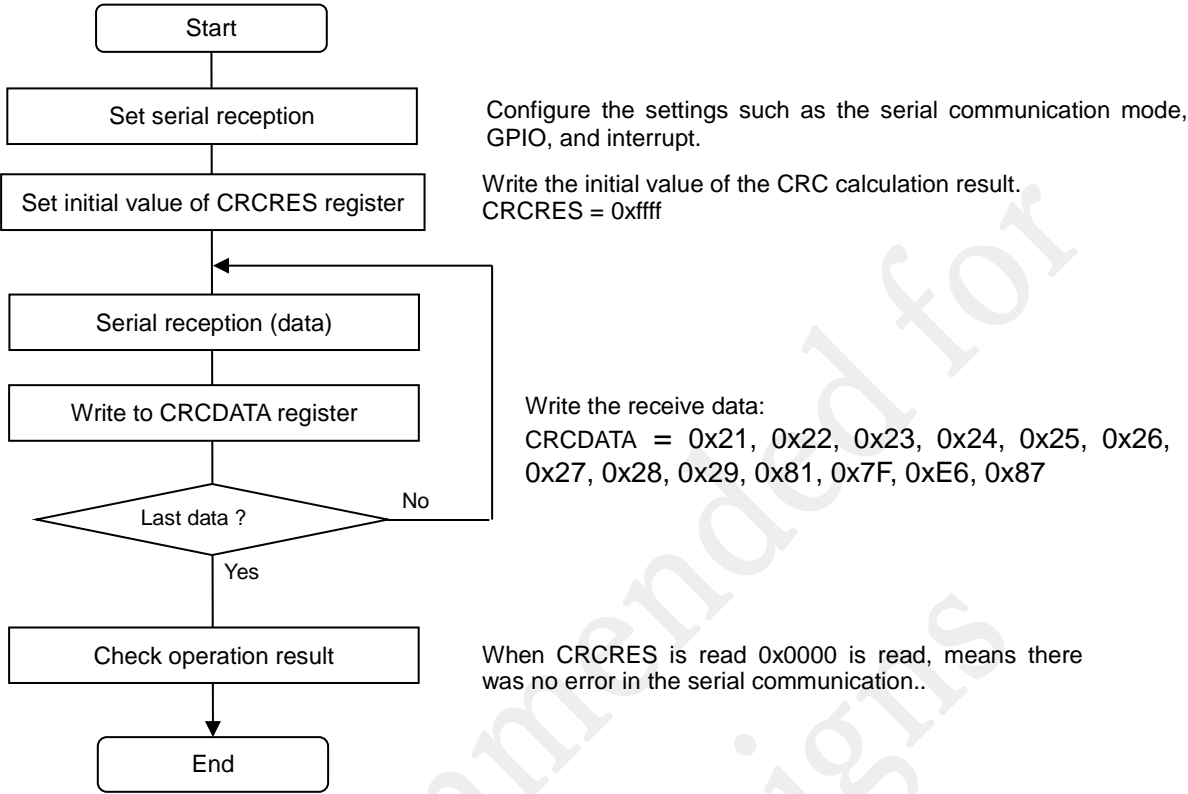 Start
Set serial reception
Configure the settings such as the serial communication mode,
GPIO, and interrupt.
Set initial value of CRCRES register
Write the initial value of the CRC calculation result.
CRCRES = 0xffff
Serial reception (data)
Write to CRCDATA register
Write the receive data:
CRCDATA = 0x21, 0x22, 0x23, 0x24, 0x25, 0x26,
0x27, 0x28, 0x29, 0x81, 0x7F, 0xE6, 0x87
Last data ?
No
Yes
Check operation result
When CRCRES is read 0x0000 is read, means there
was no error in the serial communication..
End
mmended for
igns